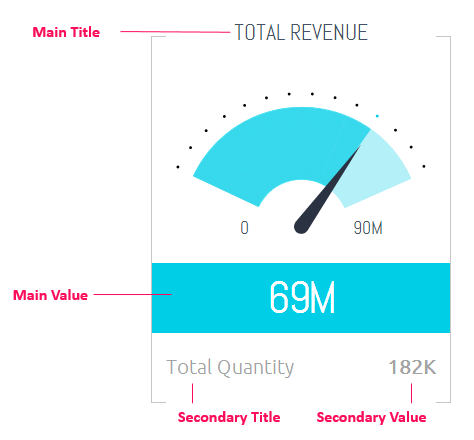 Main Title
TOTAL REVENUE
0
90M
Main Value
69M
Total Quantity
182K
Secondary Title
Secondary Value